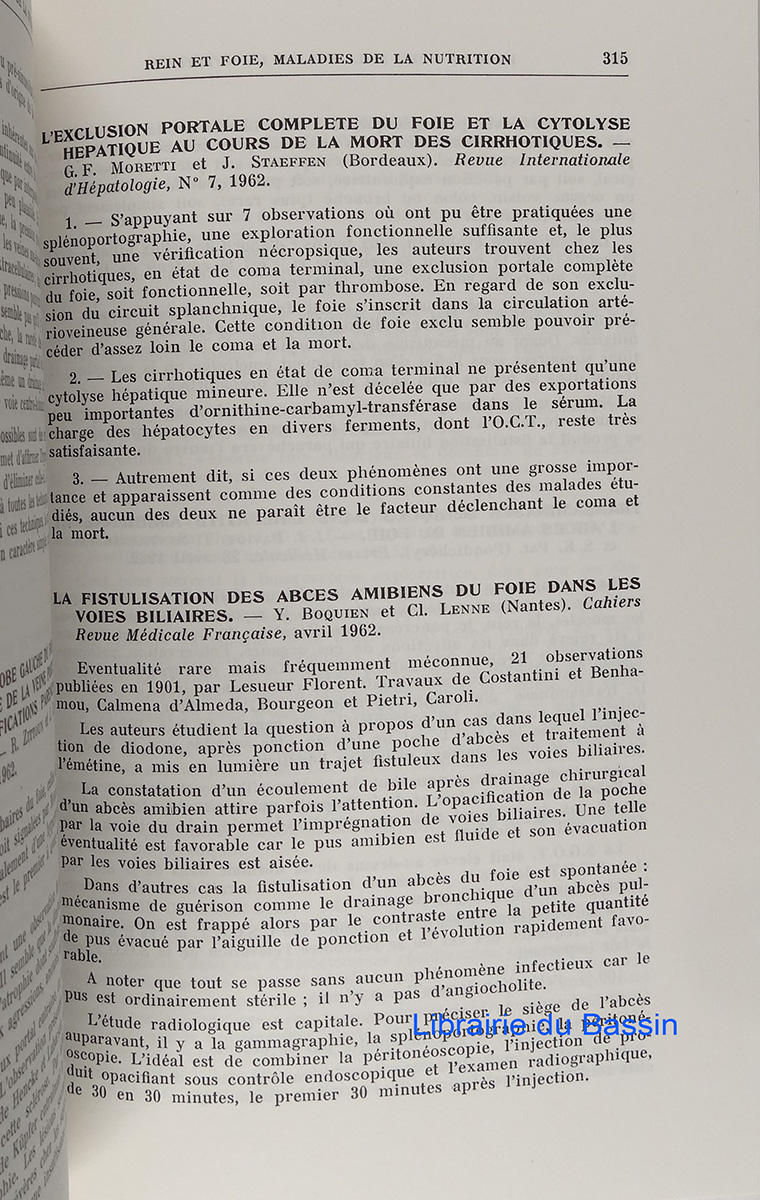 REIN ET FOIE, MALADIES DE LA NUTRITION 315
L'EXCLUSION PORTALE COMPLETE DU FOIE ET LA CYTOLYSE
HEPATIQUE AU COURS DE LA MORT DES CIRRHOTIQUES. —
G. F. MORETTI et J. STAEFFEN (Bordeaux). Revue Internationale
d'Hépatologie, N° 7, 1962.
1. — S'appuyant sur 7 observations où ont pu être pratiquées une
splénoportographie, une exploration fonctionnelle suffisante et, le plus
souvent, une vérification nécropsique, les auteurs trouvent chez les
cirrhotiques, en état de coma terminal, une exclusion portale complète
du foie, soit fonctionnelle, soit par thrombose. En regard de son exclu-
sion du circuit splanchnique, le foie s'inscrit dans la circulation arté-
rioveineuse générale. Cette condition de foie exclu semble pouvoir pré-
céder d'assez loin le coma et la mort.
2. — Les cirrhotiques en état de coma terminal ne présentent qu'une
cytolyse hépatique mineure. Elle n'est décelée que par des exportations
peu importantes d'ornithine-carbamyl-transférase dans le sérum. La
charge des hépatocytes en divers ferments, dont l'O.C.T., reste très
satisfaisante.
3. — Autrement dit, si ces deux phénomènes ont une grosse impor-
tance et apparaissent comme des conditions constantes des malades étu-
diés, aucun des deux ne paraît être le facteur déclenchant le coma et
la mort.
LA FISTULISATION DES ABCES AMIBIENS DU FOIE DANS LES
VOIES BILIAIRES. — Y. BOQUIEN et Cl. LENNE (Nantes). Cahiers
Revue Médicale Française, avril 1962.
Eventualité rare mais fréquemment méconnue, 21 observations
publiées en 1901, par Lesueur Florent. Travaux de Costantini et Benha-
mou, Calmena d'Almeda, Bourgeon et Pietri, Caroli.
Les auteurs étudient la question à propos d'un cas dans lequel l'injec-
tion de diodone, après ponction d'une poche d'abcès et traitement à
l'émétine, a mis en lumière un trajet fistuleux dans les voies biliaires.
La constatation d'un écoulement de bile après drainage chirurgical
d'un abcès amibien attire parfois l'attention. L'opacification de la poche
par la voie du drain permet l'imprégnation de voies biliaires. Une telle
éventualité est favorable car le pus amibien est fluide et son évacuation
par les voies biliaires est aisée.
Dans d'autres cas la fistulisation d'un abcès du foie est spontanée :
mécanisme de guérison comme le drainage bronchique d'un abcès pul-
monaire. On est frappé alors par le contraste entre la petite quantité
de pus évacué par l'aiguille de ponction et l'évolution rapidement favo-
rable.
A noter que tout se passe sans aucun phénomène infectieux car le
pus est ordinairement stérile ; il n'y a pas d'angiocholite.
L'étude radiologique est capitale. Pour préciser le siège de l'abcès
auparavant, il y a la gammagraphie, la splénoportographie, la péritoné-
oscopie. L'idéal est de combiner la péritonéoscopie, l'injection de pro-
duit opacifiant sous contrôle endoscopique et l'examen radiographique,
de 30 en 30 minutes, le premier 30 minutes après l'injection.
Librairie du Bassin